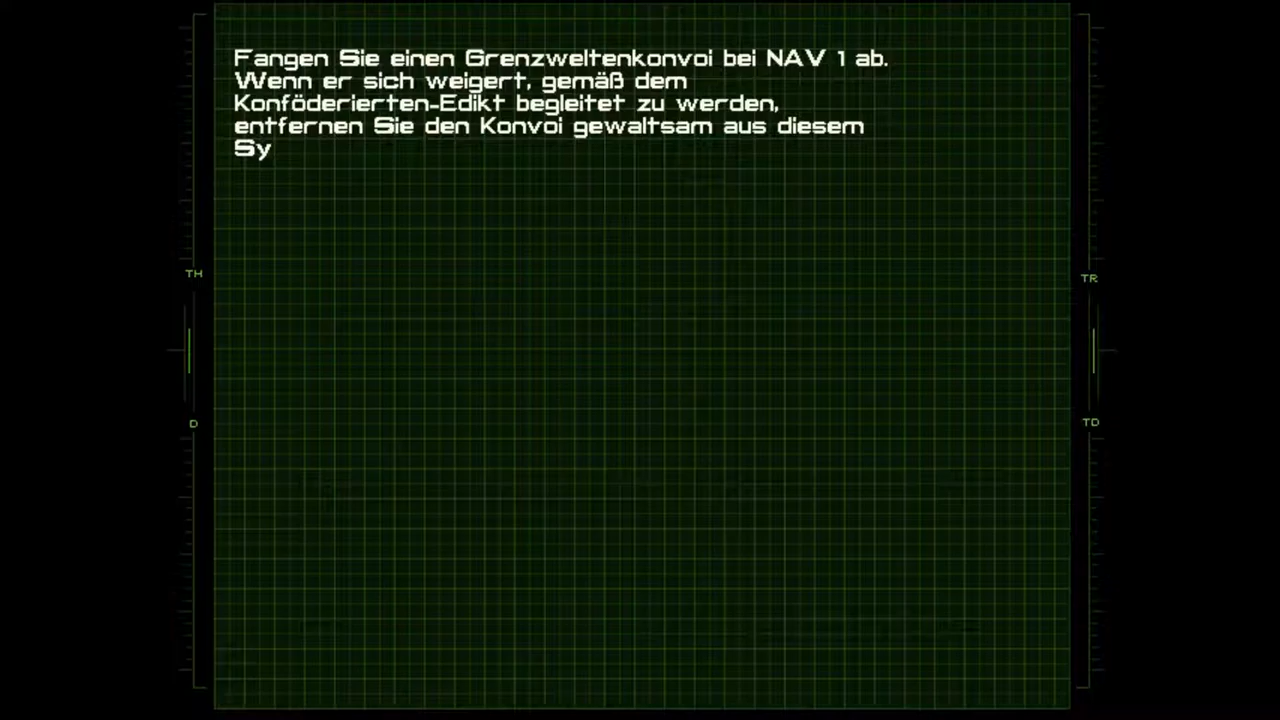 Fangen Sie einen Grenzweltenkonvoi bei NAV 1 ab.
Wenn er sich weigert, gemäß dem
Konföderierten-Edikt begleitet zu werden,
entfernen Sie den Konvoi gewaltsam aus diesem
Sy
TH
TR
D
TD